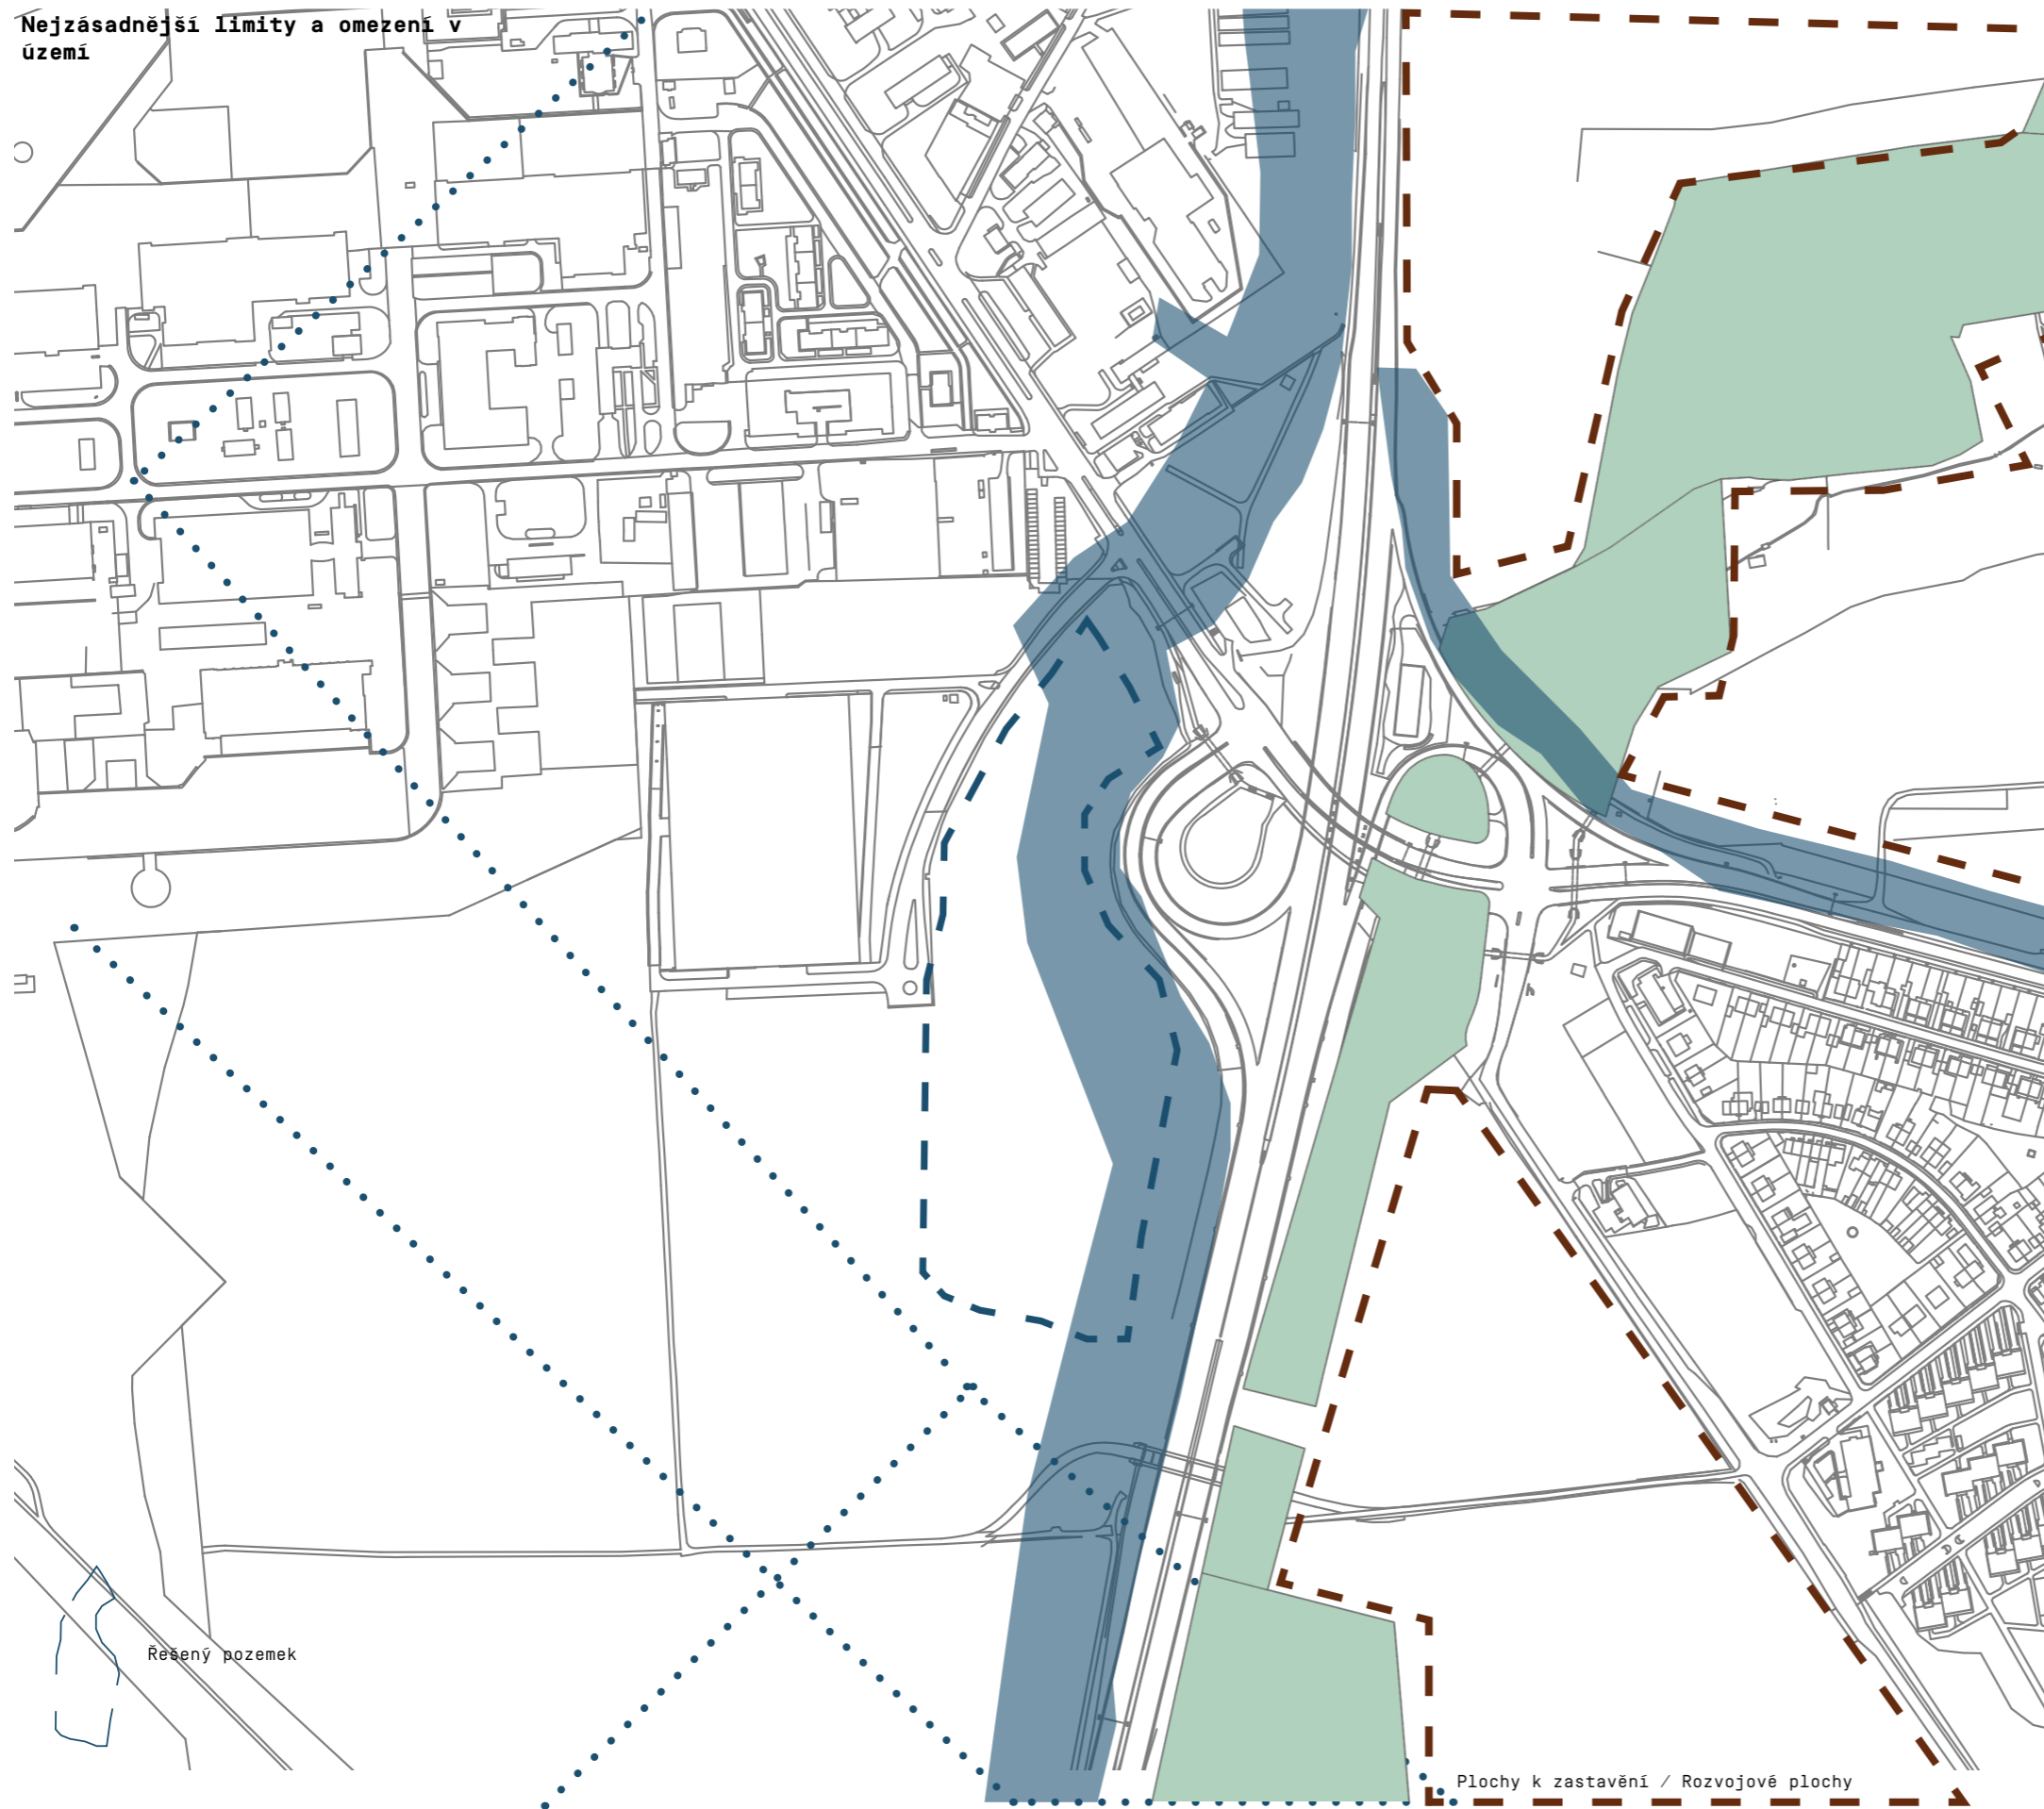 Nejzásadnější limity a omezení v
území
Řešený pozemek
Plochy k zastavění / Rozvojové plochy